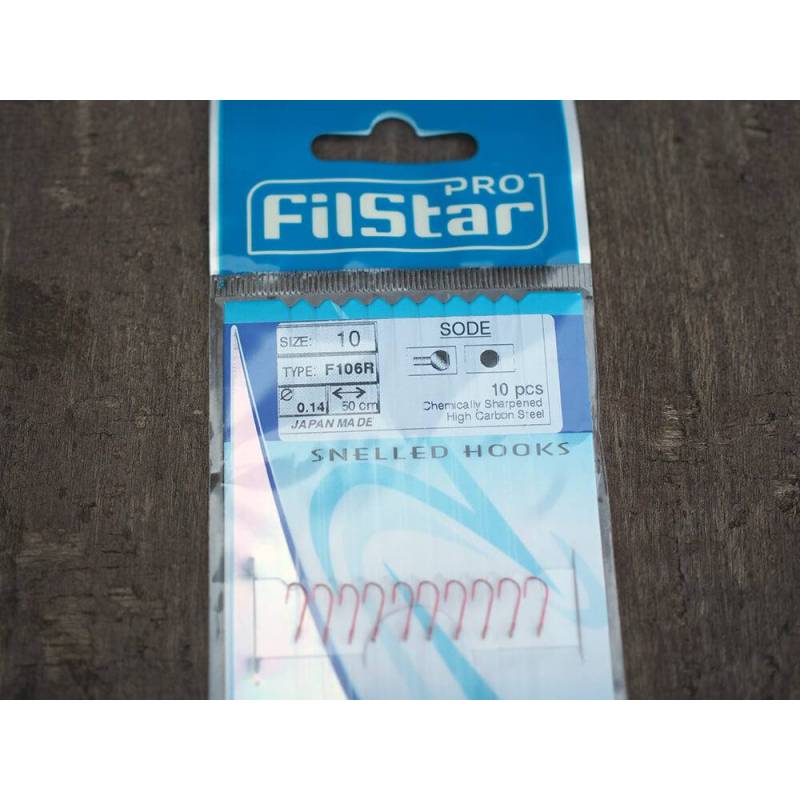 PRO
FilStar
SIZE: 10
TYPE: F106R
Ø 0.14 50 cm
JAPAN MADE
SODE
10 pcs
Chemically Sharpened
High Carbon Steel
SNELLED HOOKS